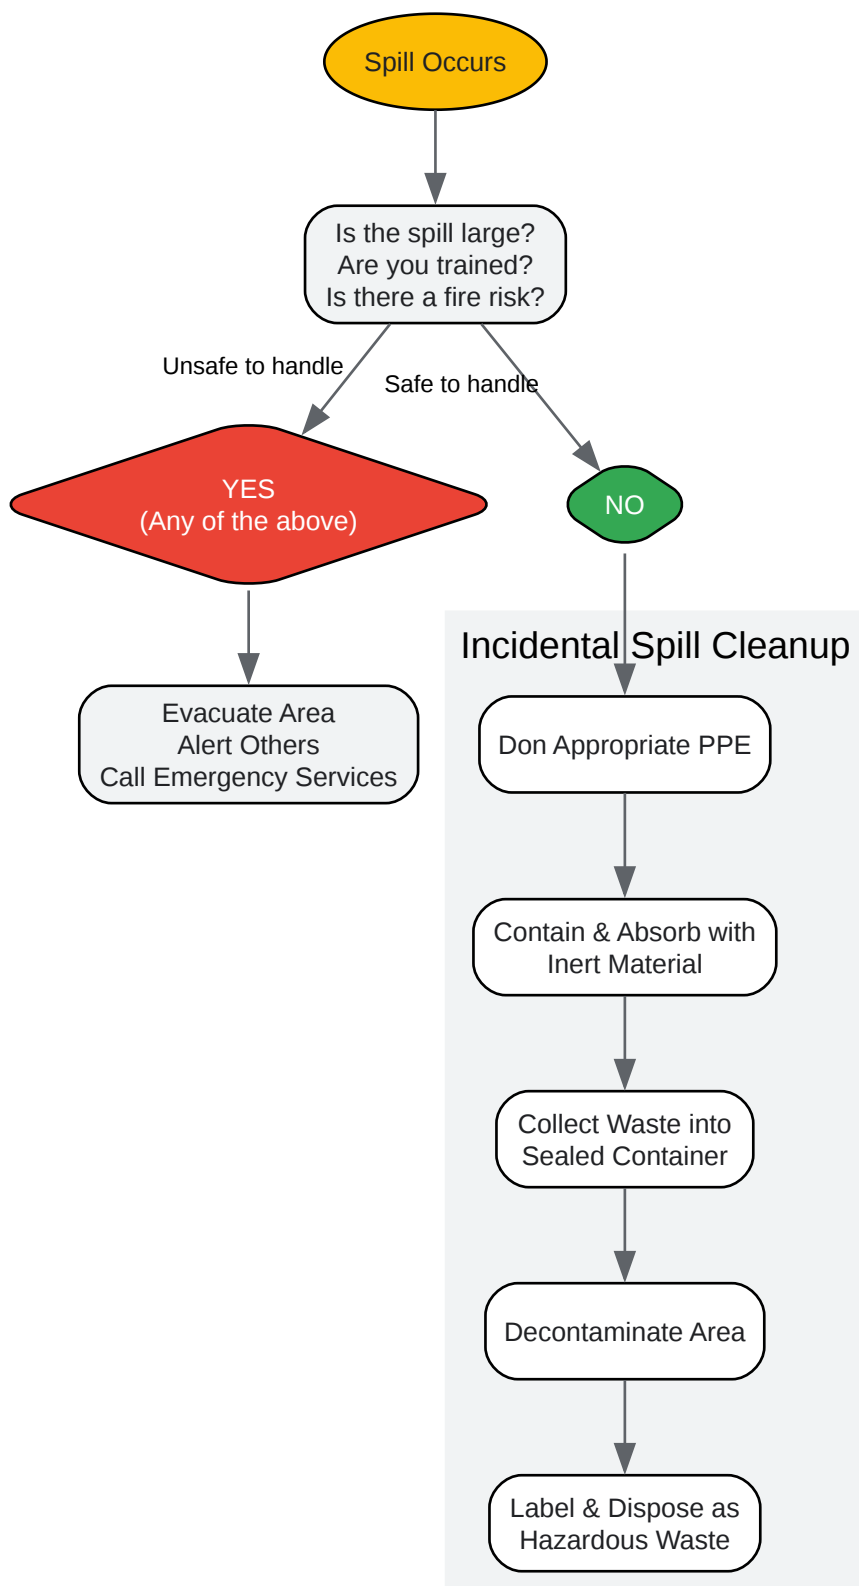 Spill Occurs
Is the spill large?
Are you trained?
Is there a fire risk?
Unsafe to handle
Safe to handle
YES
(Any of the above)
NO
Evacuate Area
Alert Others
Call Emergency Services
Incidental Spill Cleanup
Don Appropriate PPE
Contain & Absorb with
Inert Material
Collect Waste into
Sealed Container
Decontaminate Area
Label & Dispose as
Hazardous Waste